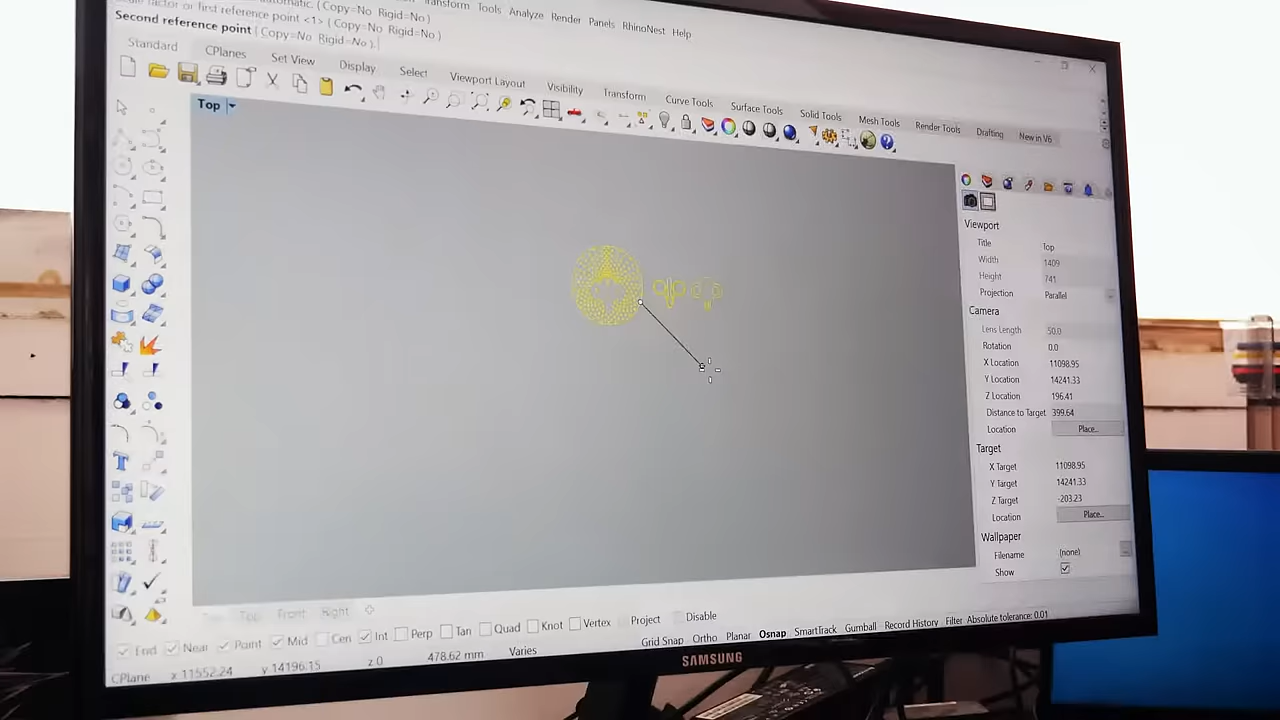 Transform Tools Analyze Render Panels RhinoNest Help
factor or first reference point <1> ( Copy=No Rigid=No )
Second reference point ( Copy=No Rigid=No ):
Standard CPlanes Set View Display Select Viewport Layout Visibility Transform Curve Tools Surface Tools Solid Tools Mesh Tools Render Tools Drafting New in V6
Top
Viewport
Title Top
Width 1409
Height 741
Projection Parallel
Camera
Lens Length 50.0
Rotation 0.0
X Location 11098.95
Y Location 14241.33
Z Location 196.41
Distance to Target 399.64
Location Place...
Target
X Target 11098.95
Y Target 14241.33
Z Target -203.23
Location Place...
Wallpaper
Filename (none)
Show
Top Front Right
End Near Point Mid Cen Int Perp Tan Quad Knot Vertex Project Disable
CPlane x 11552.24 y 14196.15 z 0 478.62 mm Varies Grid Snap Ortho Planar Osnap SmartTrack Gumball Record History Filter Absolute tolerance: 0.01
SAMSUNG